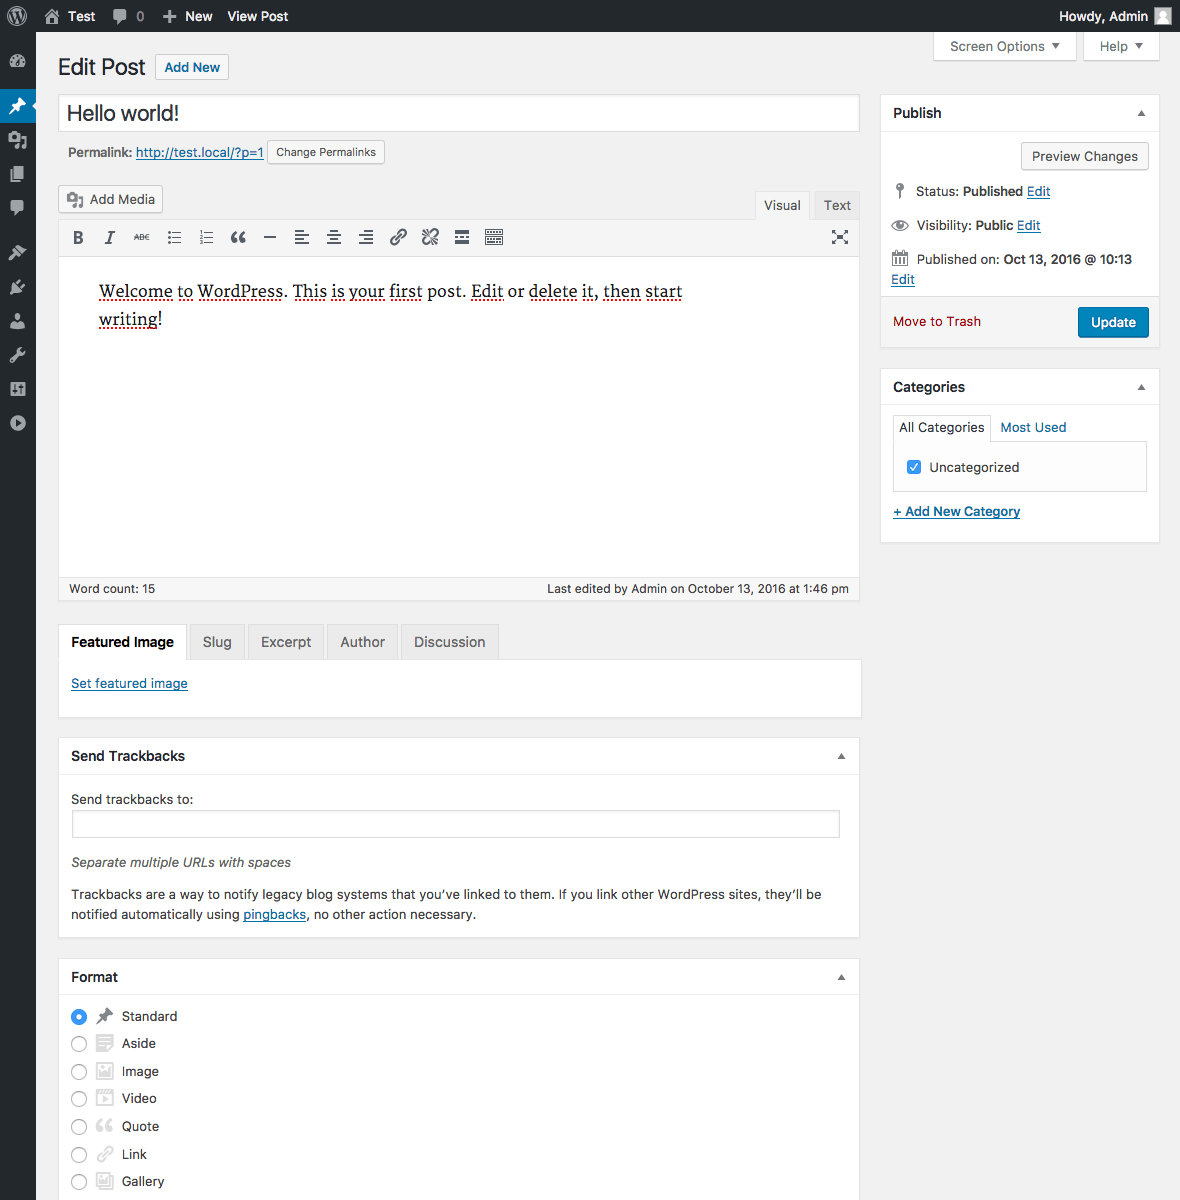 Test 0 New View Post Howdy, Admin
Screen Options Help
Edit Post Add New
Hello world!
Permalink: http://test.local/?p=1 Change Permalinks
Add Media
Visual Text
B I ABC
Welcome to WordPress. This is your first post. Edit or delete it, then start
writing!
Word count: 15 Last edited by Admin on October 13, 2016 at 1:46 pm
Publish
Preview Changes
Status: Published Edit
Visibility: Public Edit
Published on: Oct 13, 2016 @ 10:13
Edit
Move to Trash Update
Categories
All Categories Most Used
Uncategorized
+ Add New Category
Featured Image Slug Excerpt Author Discussion
Set featured image
Send Trackbacks
Send trackbacks to:
Separate multiple URLs with spaces
Trackbacks are a way to notify legacy blog systems that you’ve linked to them. If you link other WordPress sites, they’ll be
notified automatically using pingbacks, no other action necessary.
Format
Standard
Aside
Image
Video
Quote
Link
Gallery